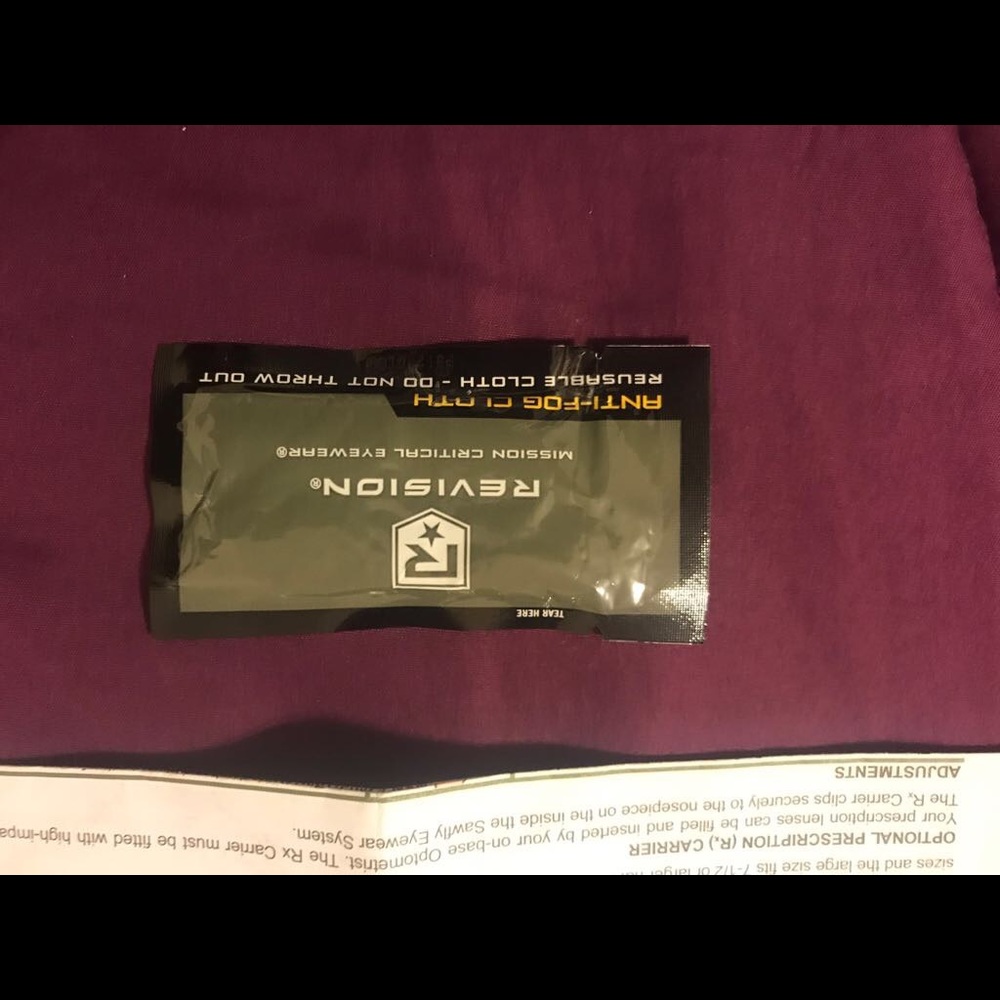 sizes and the large size fits 7-1/2 or larger
OPTIONAL PRESCRIPTION (Rx) CARRIER
Your prescription lenses can be filled and inserted by your on-base Optometrist. The Rx Carrier must be fitted with
The Rx Carrier clips securely to the nosepiece on the inside the Sawfly Eyewear System.
ADJUSTMENTS
TEAR HERE
R
REVISION®
MISSION CRITICAL EYEWEAR®
ANTI-FOG CLOTH
REUSABLE CLOTH - DO NOT THROW OUT